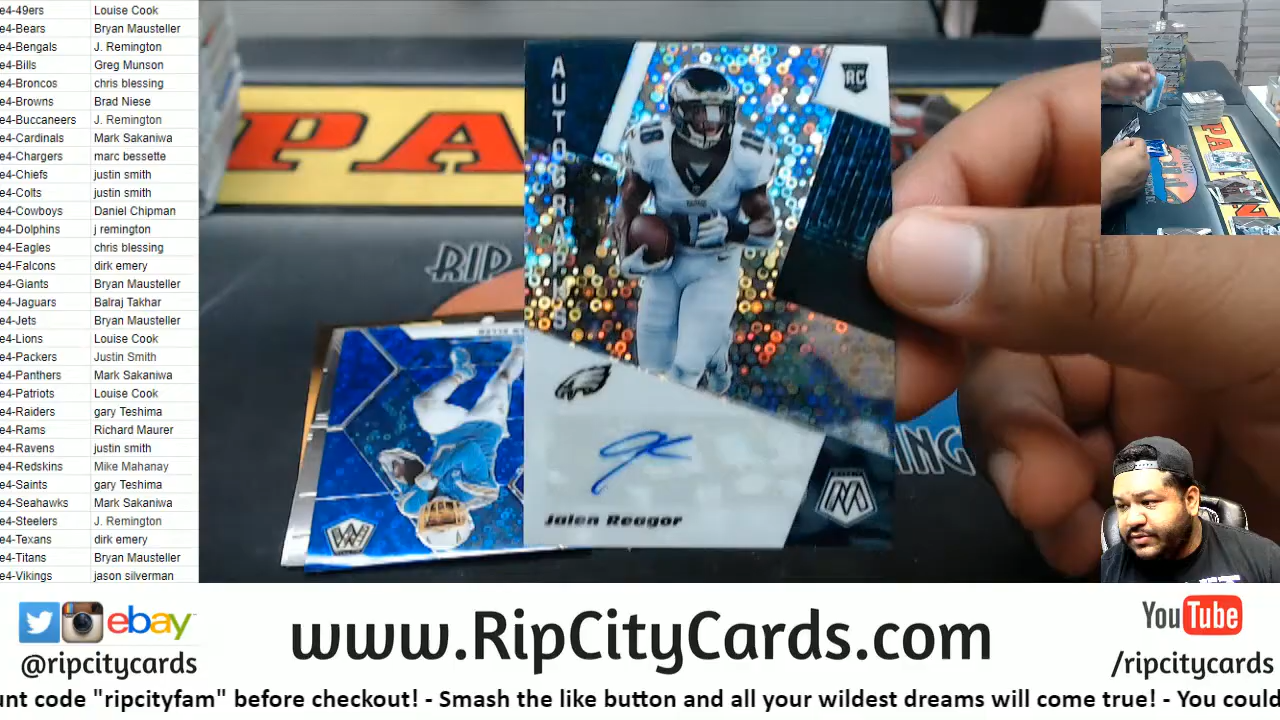 e4-49ers Louise Cook
e4-Bears Bryan Mausteller
e4-Bengals J. Remington
e4-Bills Greg Munson
e4-Broncos chris blessing
e4-Browns Brad Niese
e4-Buccaneers J. Remington
e4-Cardinals Mark Sakaniwa
e4-Chargers marc bessette
e4-Chiefs justin smith
e4-Colts justin smith
e4-Cowboys Daniel Chipman
e4-Dolphins j remington
e4-Eagles chris blessing
e4-Falcons dirk emery
e4-Giants Bryan Mausteller
e4-Jaguars Balraj Takhar
e4-Jets Bryan Mausteller
e4-Lions Louise Cook
e4-Packers Justin Smith
e4-Panthers Mark Sakaniwa
e4-Patriots Louise Cook
e4-Raiders gary Teshima
e4-Rams Richard Maurer
e4-Ravens justin smith
e4-Redskins Mike Mahanay
e4-Saints gary Teshima
e4-Seahawks Mark Sakaniwa
e4-Steelers J. Remington
e4-Texans dirk emery
e4-Titans Bryan Mausteller
e4-Vikings jason silverman
PA
RIP
AUTOGRAPHS
RC
18
18
Jalen Reagor
M
ING
ebay
@ripcitycards
www.RipCityCards.com
YouTube
/ripcitycards
unt code "ripcityfam" before checkout! - Smash the like button and all your wildest dreams will come true! - You could